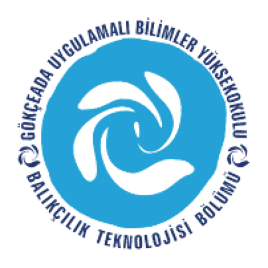 GÖKÇEADA UYGULAMALI BİLİMLER YÜKSEKOKULU
BALIKÇILIK TEKNOLOJİSİ BÖLÜMÜ